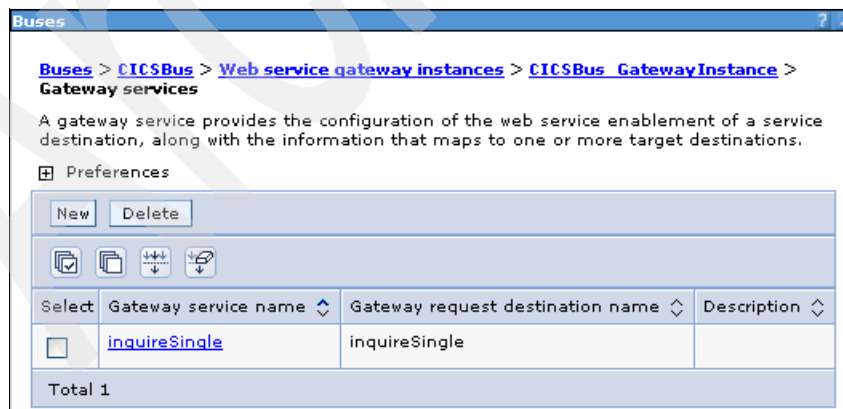 Buses
?
Buses > CICSBus > Web service gateway instances > CICSBus_GatewayInstance >
Gateway services
A gateway service provides the configuration of the web service enablement of a service
destination, along with the information that maps to one or more target destinations.
Preferences
New Delete
Select Gateway service name Gateway request destination name Description
inquireSingle inquireSingle
Total 1